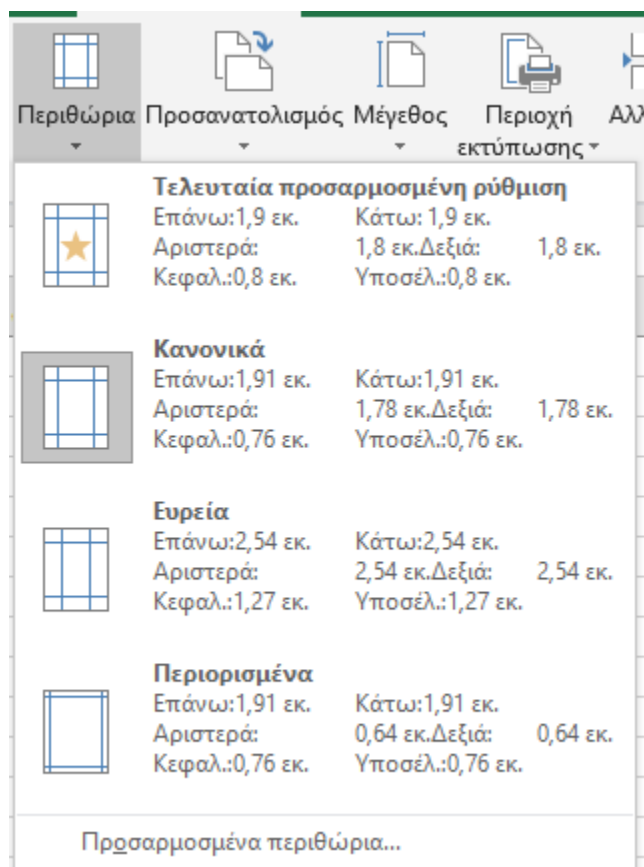 Περιθώρια Προσανατολισμός Μέγεθος Περιοχή εκτύπωσης
Τελευταία προσαρμοσμένη ρύθμιση
Επάνω:1,9 εκ. Κάτω: 1,9 εκ.
Αριστερά: 1,8 εκ.Δεξιά: 1,8 εκ.
Κεφαλ.:0,8 εκ. Υποσέλ.:0,8 εκ.
Κανονικά
Επάνω:1,91 εκ. Κάτω:1,91 εκ.
Αριστερά: 1,78 εκ.Δεξιά: 1,78 εκ.
Κεφαλ.:0,76 εκ. Υποσέλ.:0,76 εκ.
Ευρεία
Επάνω:2,54 εκ. Κάτω:2,54 εκ.
Αριστερά: 2,54 εκ.Δεξιά: 2,54 εκ.
Κεφαλ.:1,27 εκ. Υποσέλ.:1,27 εκ.
Περιορισμένα
Επάνω:1,91 εκ. Κάτω:1,91 εκ.
Αριστερά: 0,64 εκ.Δεξιά: 0,64 εκ.
Κεφαλ.:0,76 εκ. Υποσέλ.:0,76 εκ.
Προσαρμοσμένα περιθώρια...